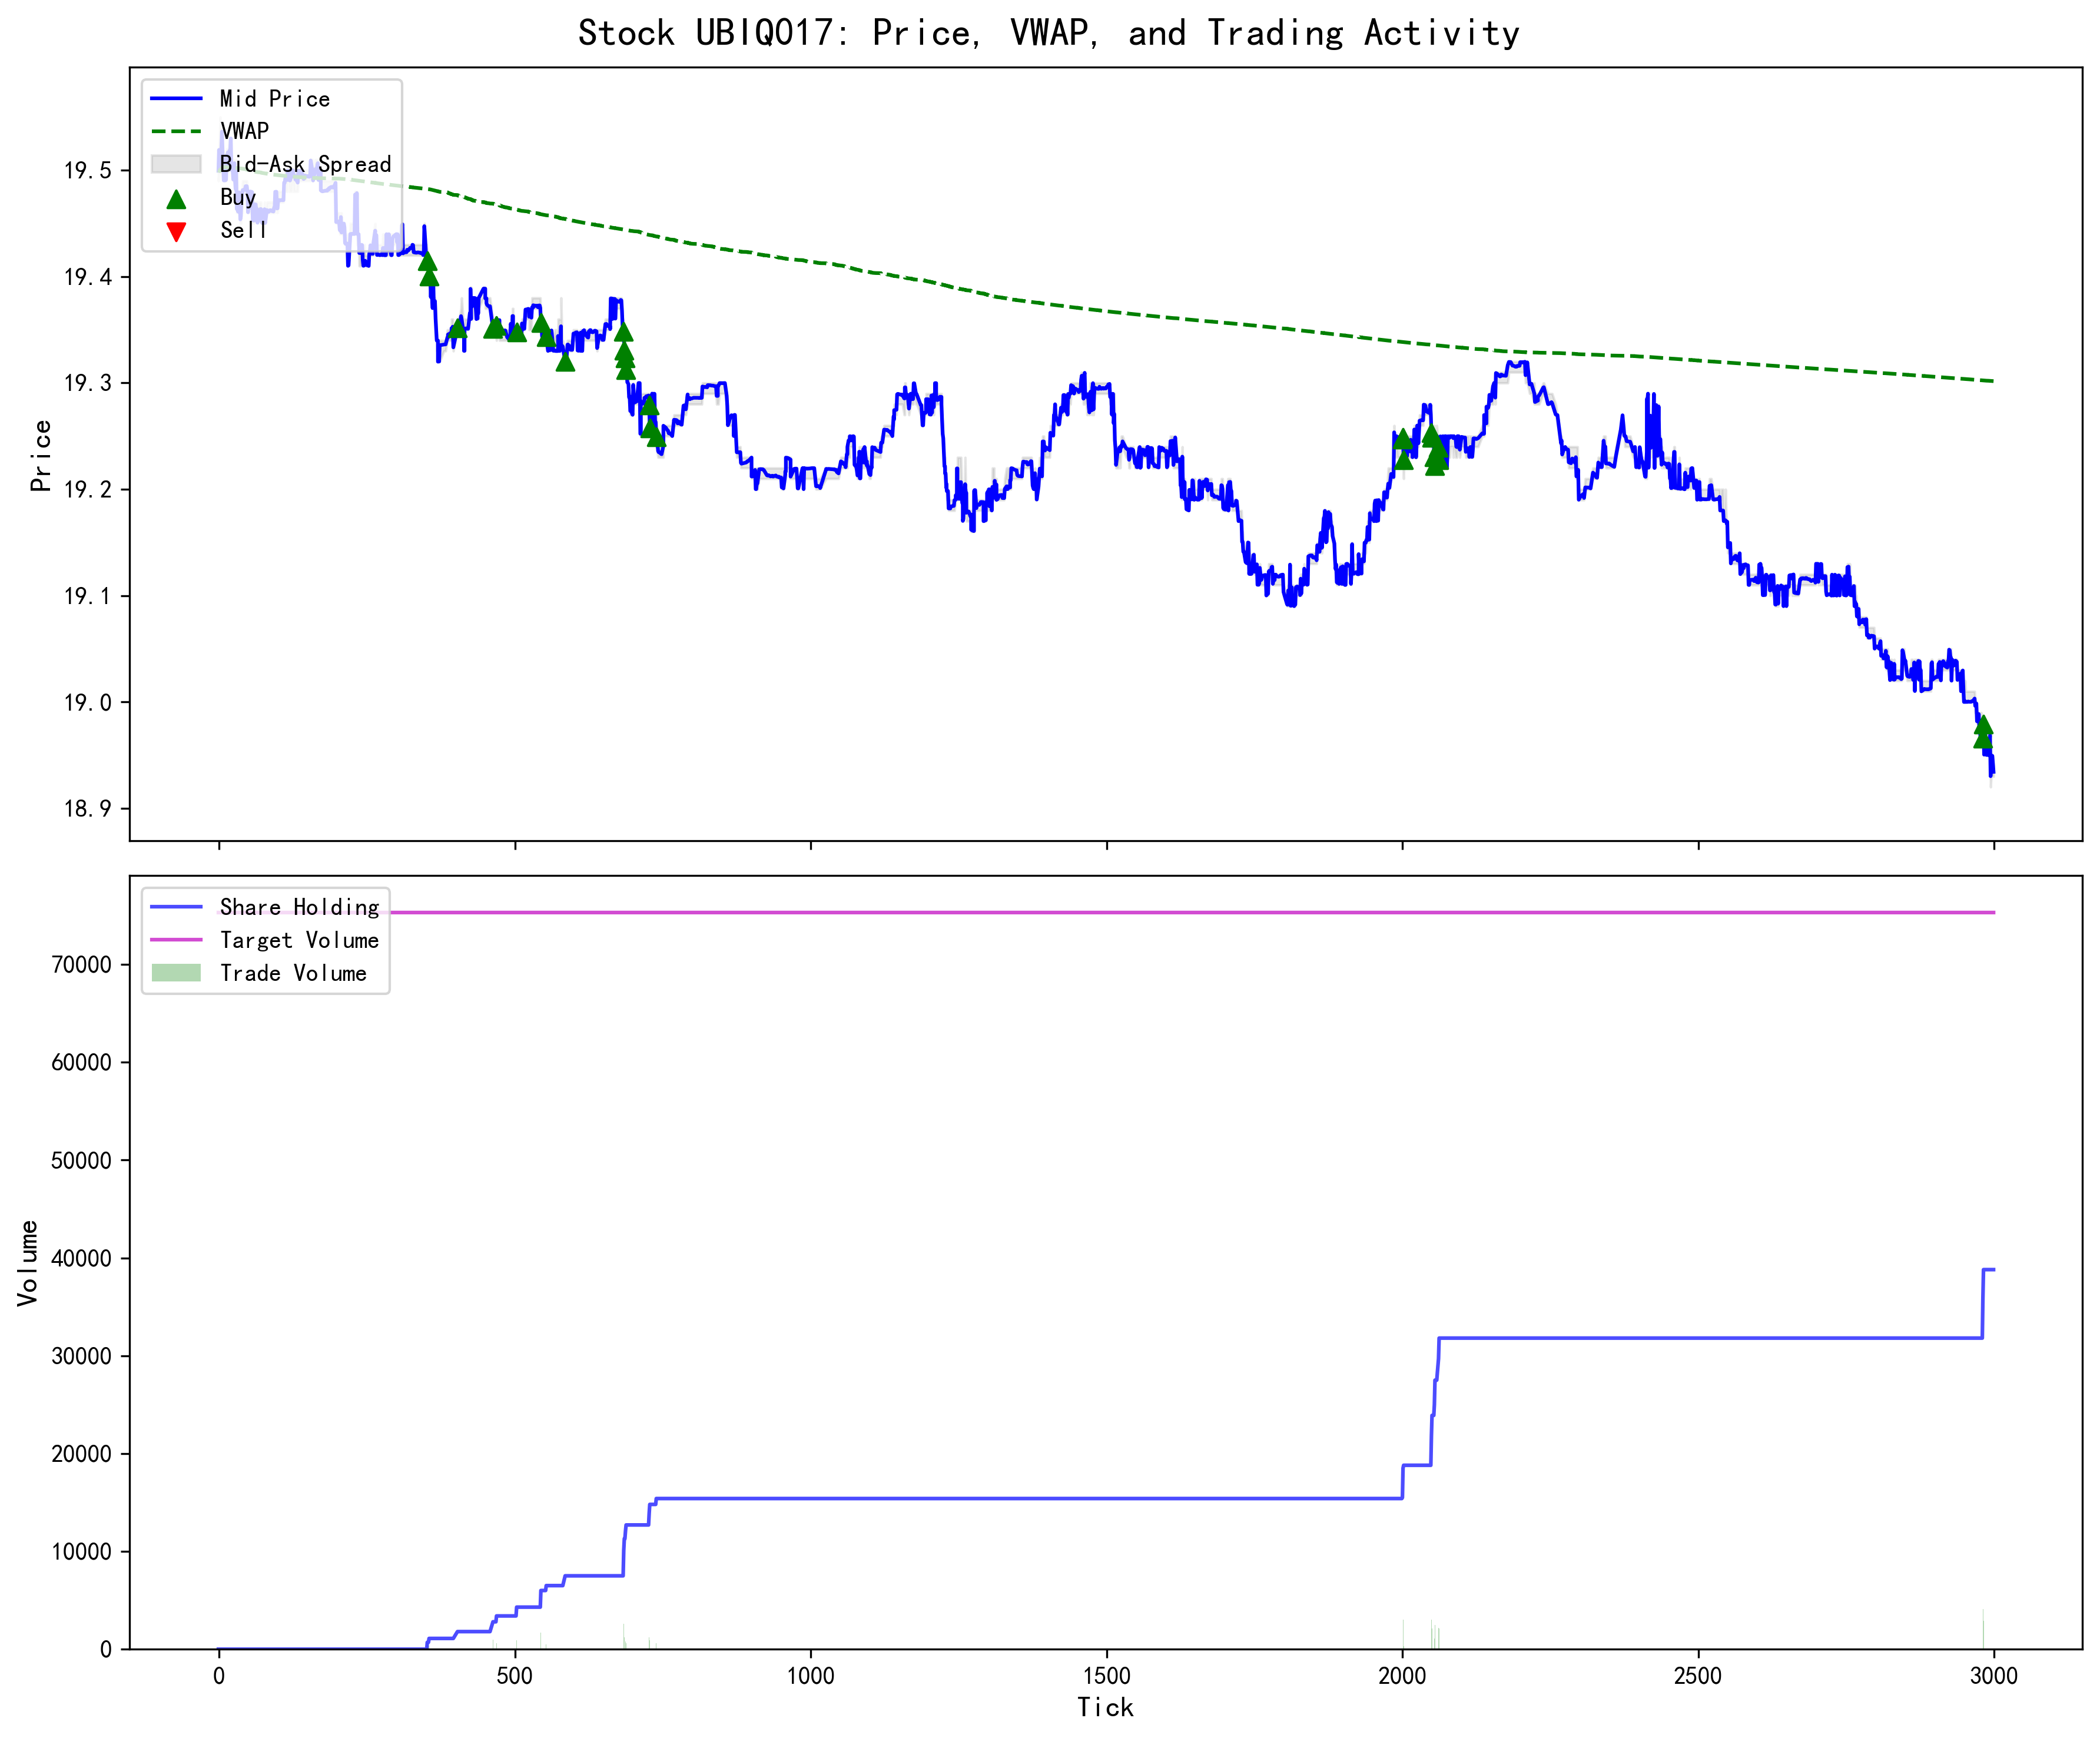 Stock UBIQ017: Price, VWAP, and Trading Activity
Mid Price
VWAP
Bid-Ask Spread
Buy
Sell
Price
19.5
19.4
19.3
19.2
19.1
19.0
18.9
Share Holding
Target Volume
Trade Volume
Volume
70000
60000
50000
40000
30000
20000
10000
0
0 500 1000 1500 2000 2500 3000
Tick